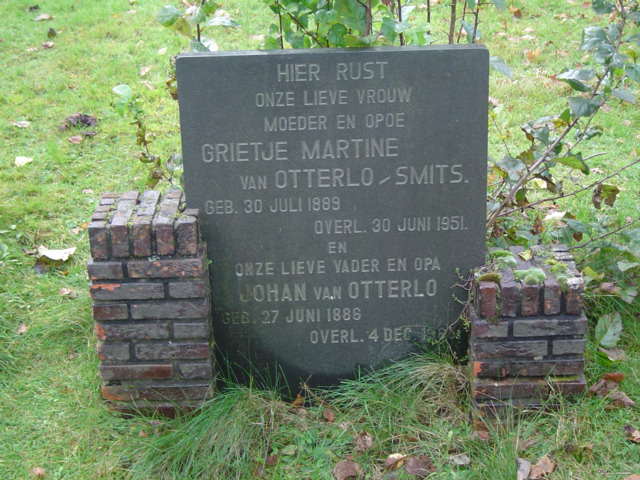 HIER RUST
ONZE LIEVE VROUW
MOEDER EN OPOE
GRIETJE MARTINE
VAN OTTERLO - SMITS.
GEB. 30 JULI 1889
OVERL. 30 JUNI 1951.
EN
ONZE LIEVE VADER EN OPA
JOHAN VAN OTTERLO
GEB. 27 JUNI 1886
OVERL. 4 DEC.